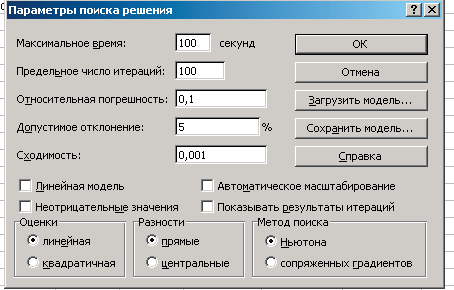 Параметры поиска решения
Максимальное время: 100 секунд
OK
Предельное число итераций: 100
Отмена
Относительная погрешность: 0,1
Загрузить модель...
Допустимое отклонение: 5 %
Сохранить модель...
Сходимость: 0,001
Справка
Линейная модель
Автоматическое масштабирование
Неотрицательные значения
Показывать результаты итераций
Оценки
линейная
квадратичная
Разности
прямые
центральные
Метод поиска
Ньютона
сопряженных градиентов